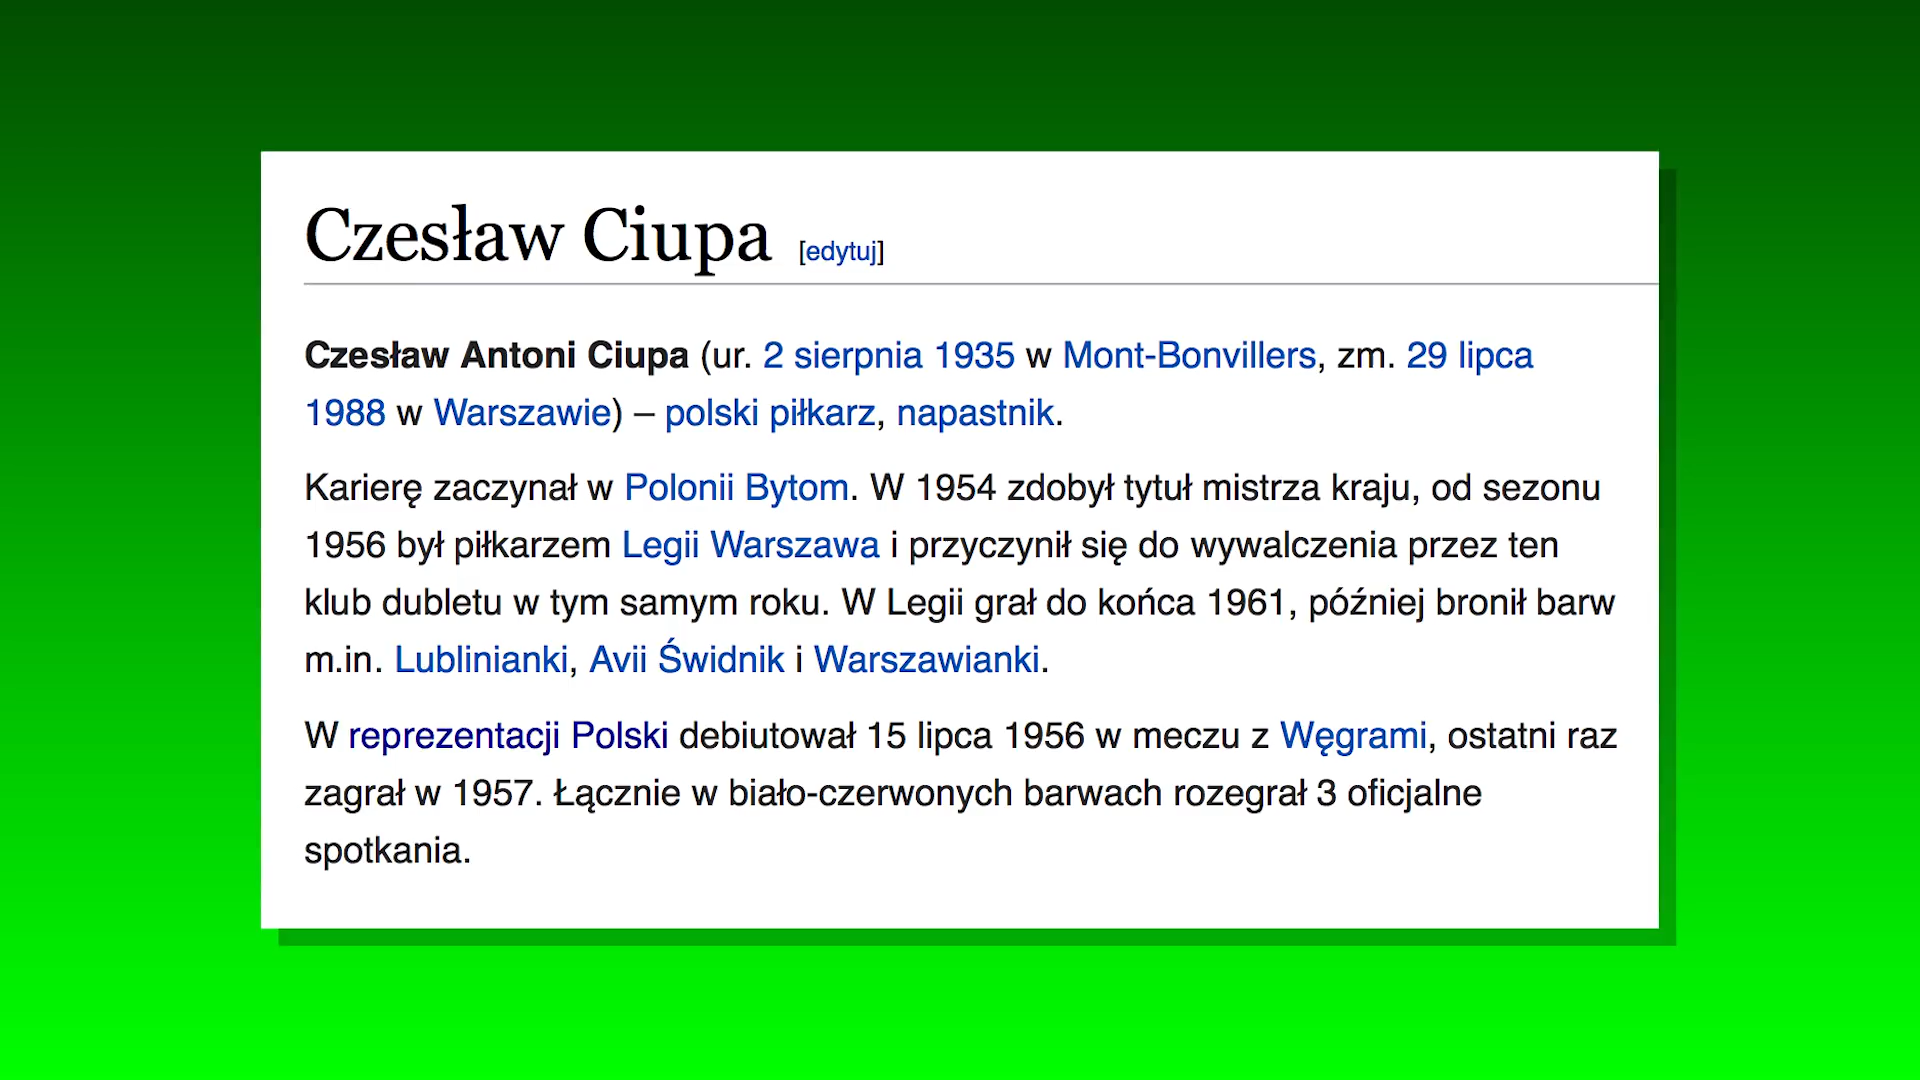 Czesław Ciupa [edytuj]
Czesław Antoni Ciupa (ur. 2 sierpnia 1935 w Mont-Bonvillers, zm. 29 lipca
1988 w Warszawie) – polski piłkarz, napastnik.
Karierę zaczynał w Polonii Bytom. W 1954 zdobył tytuł mistrza kraju, od sezonu
1956 był piłkarzem Legii Warszawa i przyczynił się do wywalczenia przez ten
klub dubletu w tym samym roku. W Legii grał do końca 1961, później bronił barw
m.in. Lublinianki, Avii Świdnik i Warszawianki.
W reprezentacji Polski debiutował 15 lipca 1956 w meczu z Węgrami, ostatni raz
zagrał w 1957. Łącznie w biało-czerwonych barwach rozegrał 3 oficjalne
spotkania.